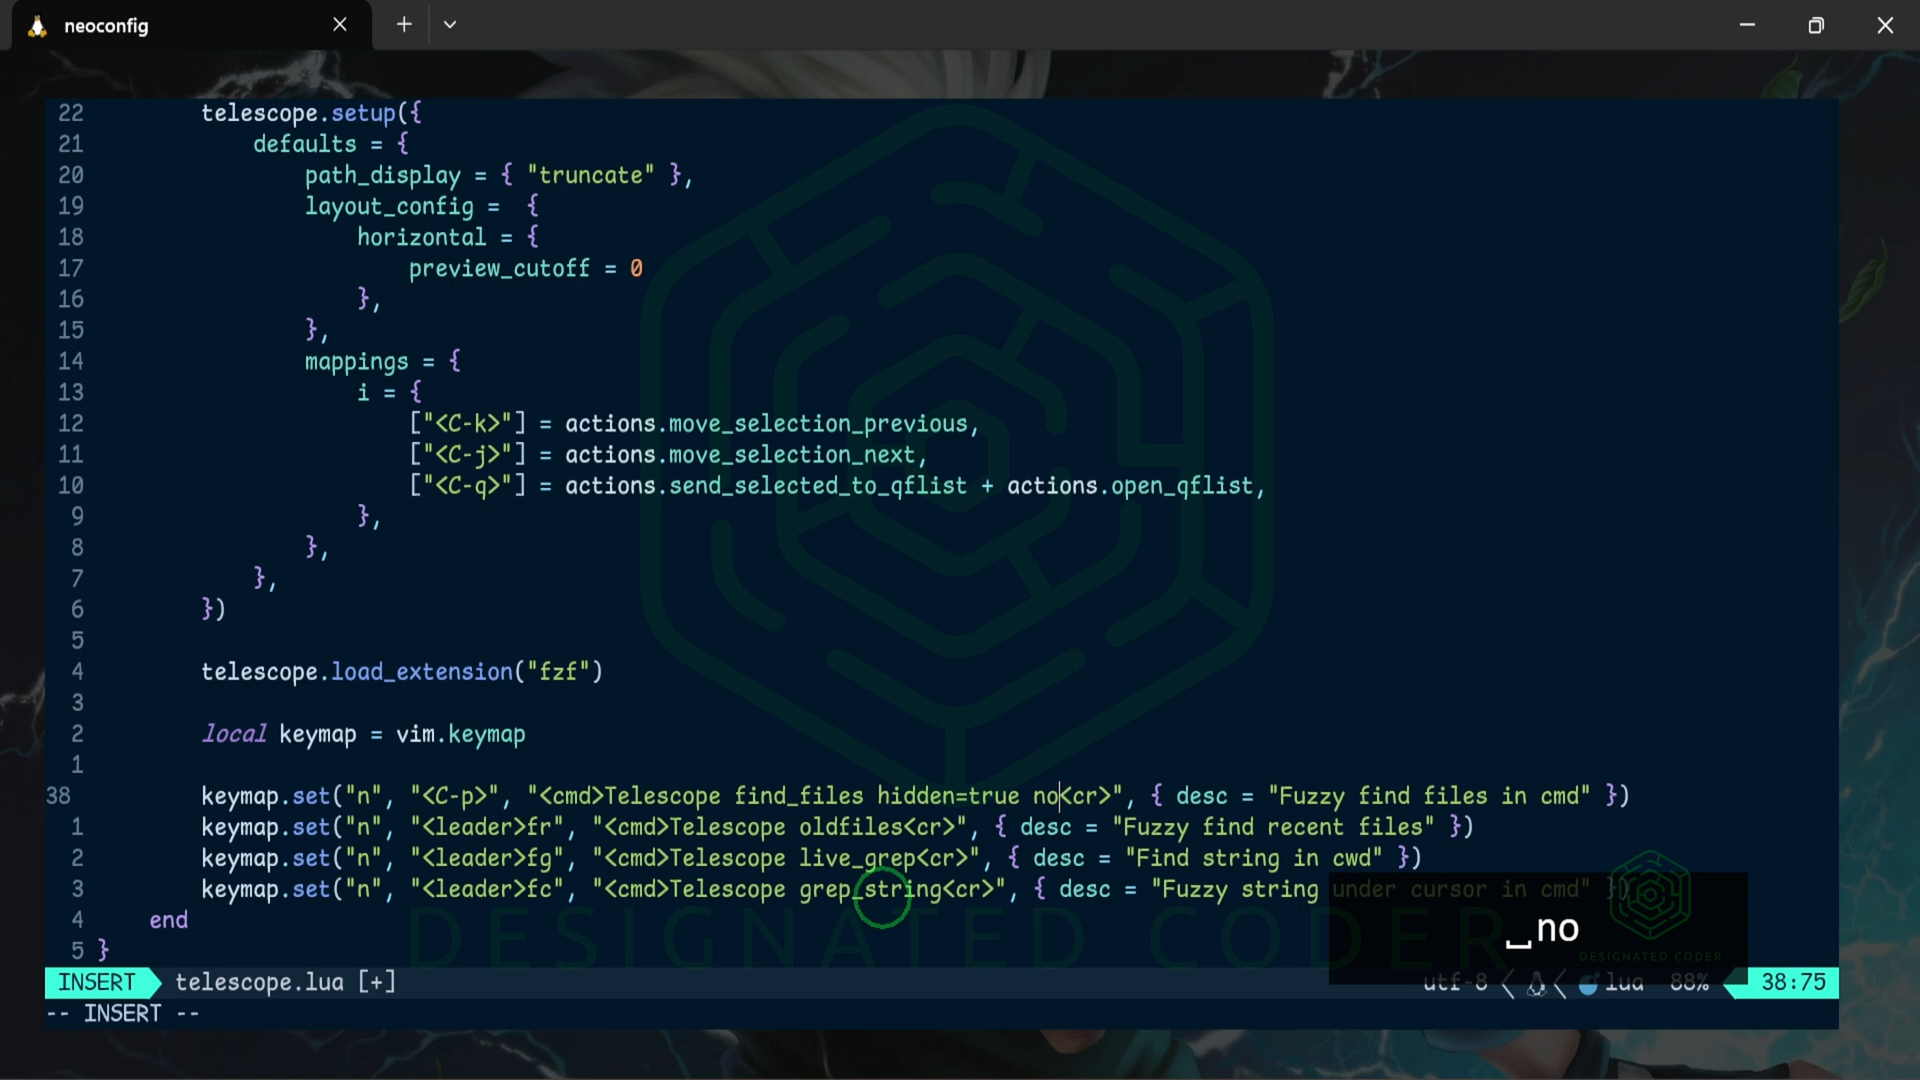 neoconfig
22 telescope.setup({
21 defaults = {
20 path_display = { "truncate" },
19 layout_config =  {
18 horizontal = {
17 preview_cutoff = 0
16 },
15 },
14 mappings = {
13 i = {
12 ["<C-k>"] = actions.move_selection_previous,
11 ["<C-j>"] = actions.move_selection_next,
10 ["<C-q>"] = actions.send_selected_to_qflist + actions.open_qflist,
9 },
8 },
7 },
6 })
5
4 telescope.load_extension("fzf")
3
2 local keymap = vim.keymap
1
38 keymap.set("n", "<C-p>", "<cmd>Telescope find_files hidden=true no<cr>", { desc = "Fuzzy find files in cmd" })
1 keymap.set("n", "<leader>fr", "<cmd>Telescope oldfiles<cr>", { desc = "Fuzzy find recent files" })
2 keymap.set("n", "<leader>fg", "<cmd>Telescope live_grep<cr>", { desc = "Find string in cwd" })
3 keymap.set("n", "<leader>fc", "<cmd>Telescope grep_string<cr>", { desc = "Fuzzy string under cursor in cmd" })
4 end
DESIGNATED CODER
␣no
5 }
DESIGNATED CODER
INSERT telescope.lua [+] utf-8 lua 88% 38:75
-- INSERT --